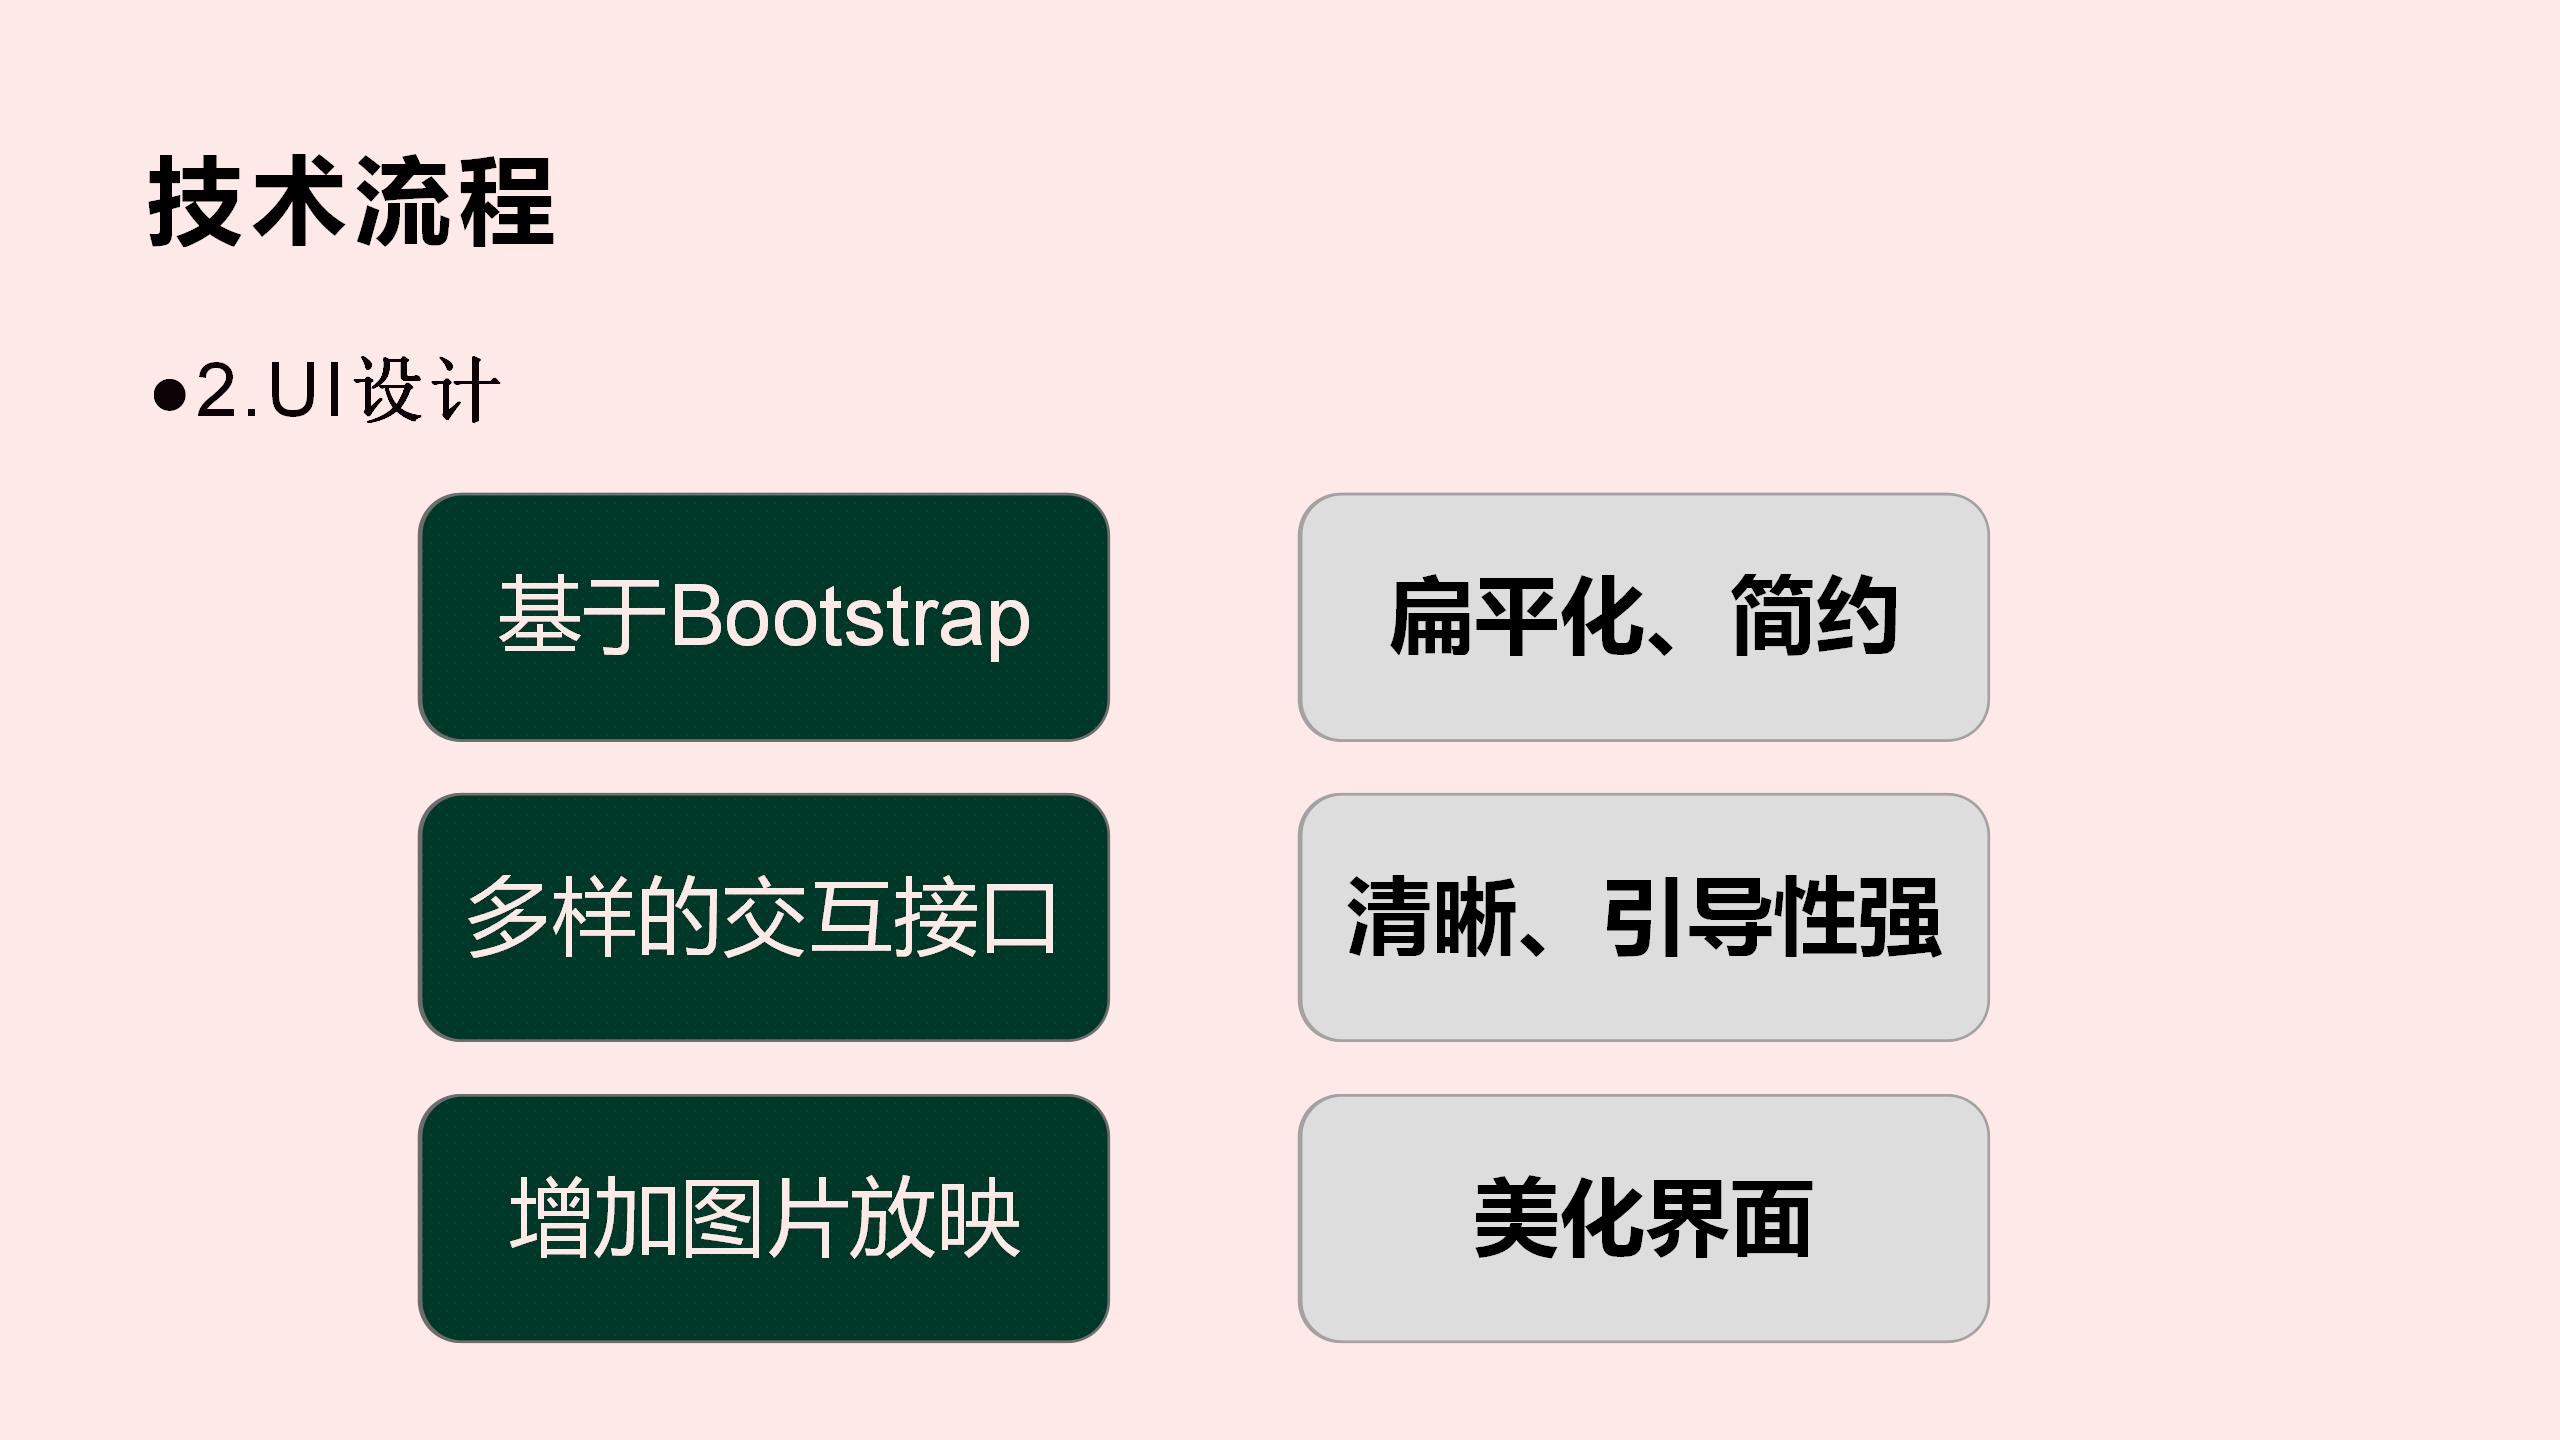 技术流程
●2.UI设计
基于Bootstrap
扁平化、简约
多样的交互接口
清晰、引导性强
增加图片放映
美化界面